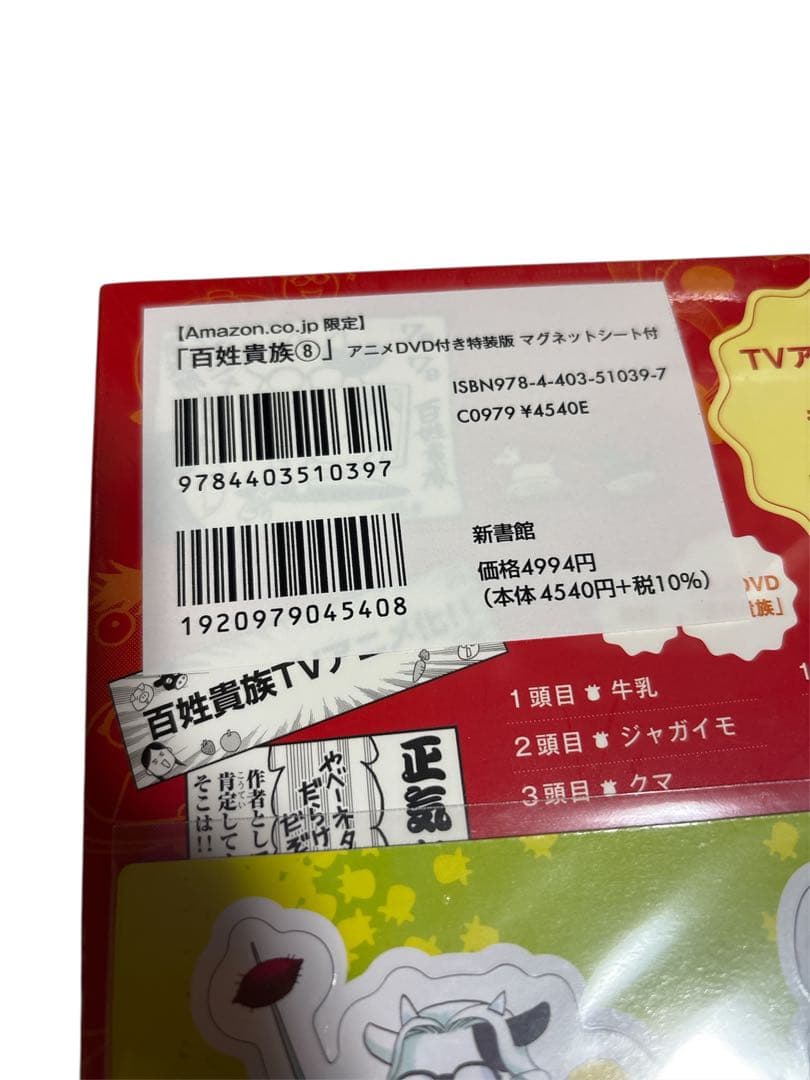 【Amazon.co.jp 限定】
「百姓貴族⑧」 アニメDVD付き特装版 マグネットシート付
ISBN978-4-403-51039-7
C0979 ¥4540E
9784403510397
1920979045408
新書館
価格4994円
（本体 4540円+税10%）
TVア
DVD
族」
百姓貴族TVア
1頭目 牛乳
2頭目 ジャガイモ
3頭目 クマ
正気
やべーネタ
だらけ
だぞ
作者とし
肯定して
こうてい
そこは!!